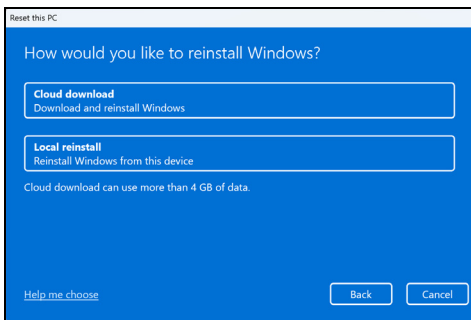 Reset this PC
How would you like to reinstall Windows?
Cloud download
Download and reinstall Windows
Local reinstall
Reinstall Windows from this device
Cloud download can use more than 4 GB of data.
Help me choose
Back
Cancel